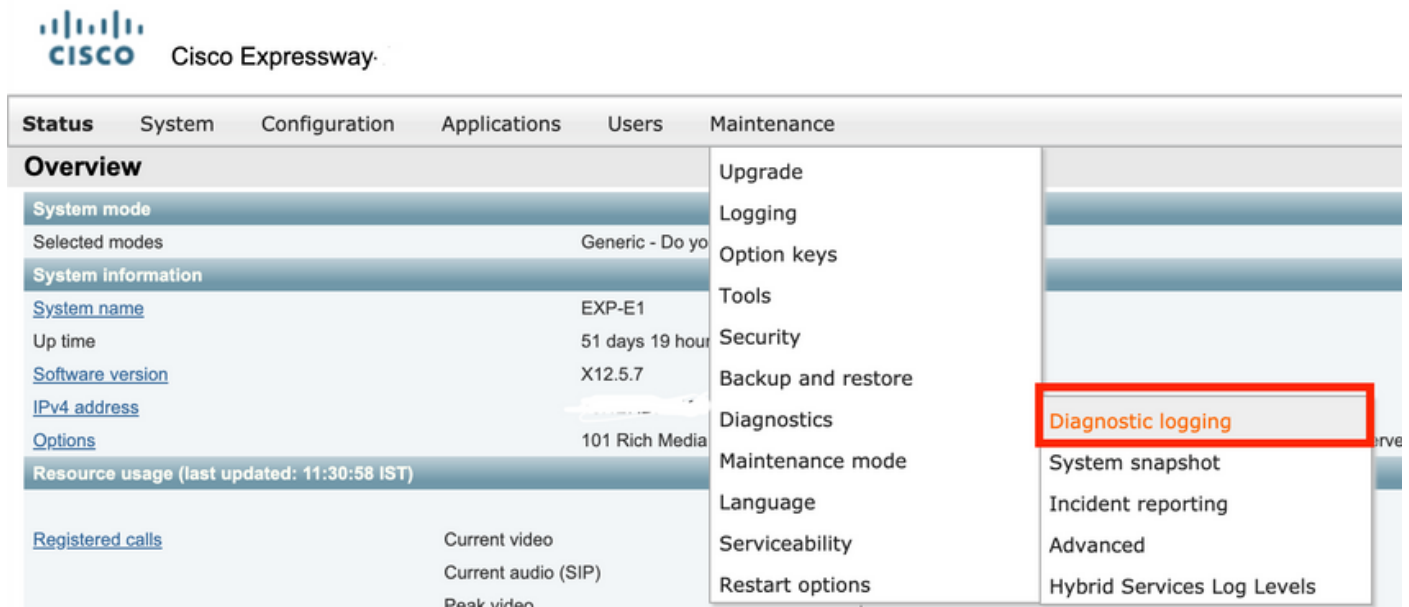 CISCO
Cisco Expressway
Status System Configuration Applications Users Maintenance
Overview
System mode
Selected modes Generic - Do yo
System information
System name EXP-E1
Up time 51 days 19 hour
Software version X12.5.7
IPv4 address
Options 101 Rich Media
Resource usage (last updated: 11:30:58 IST)
Registered calls Current video
Current audio (SIP)
Peak video
Upgrade
Logging
Option keys
Tools
Security
Backup and restore
Diagnostics
Maintenance mode
Language
Serviceability
Restart options
Diagnostic logging
System snapshot
Incident reporting
Advanced
Hybrid Services Log Levels